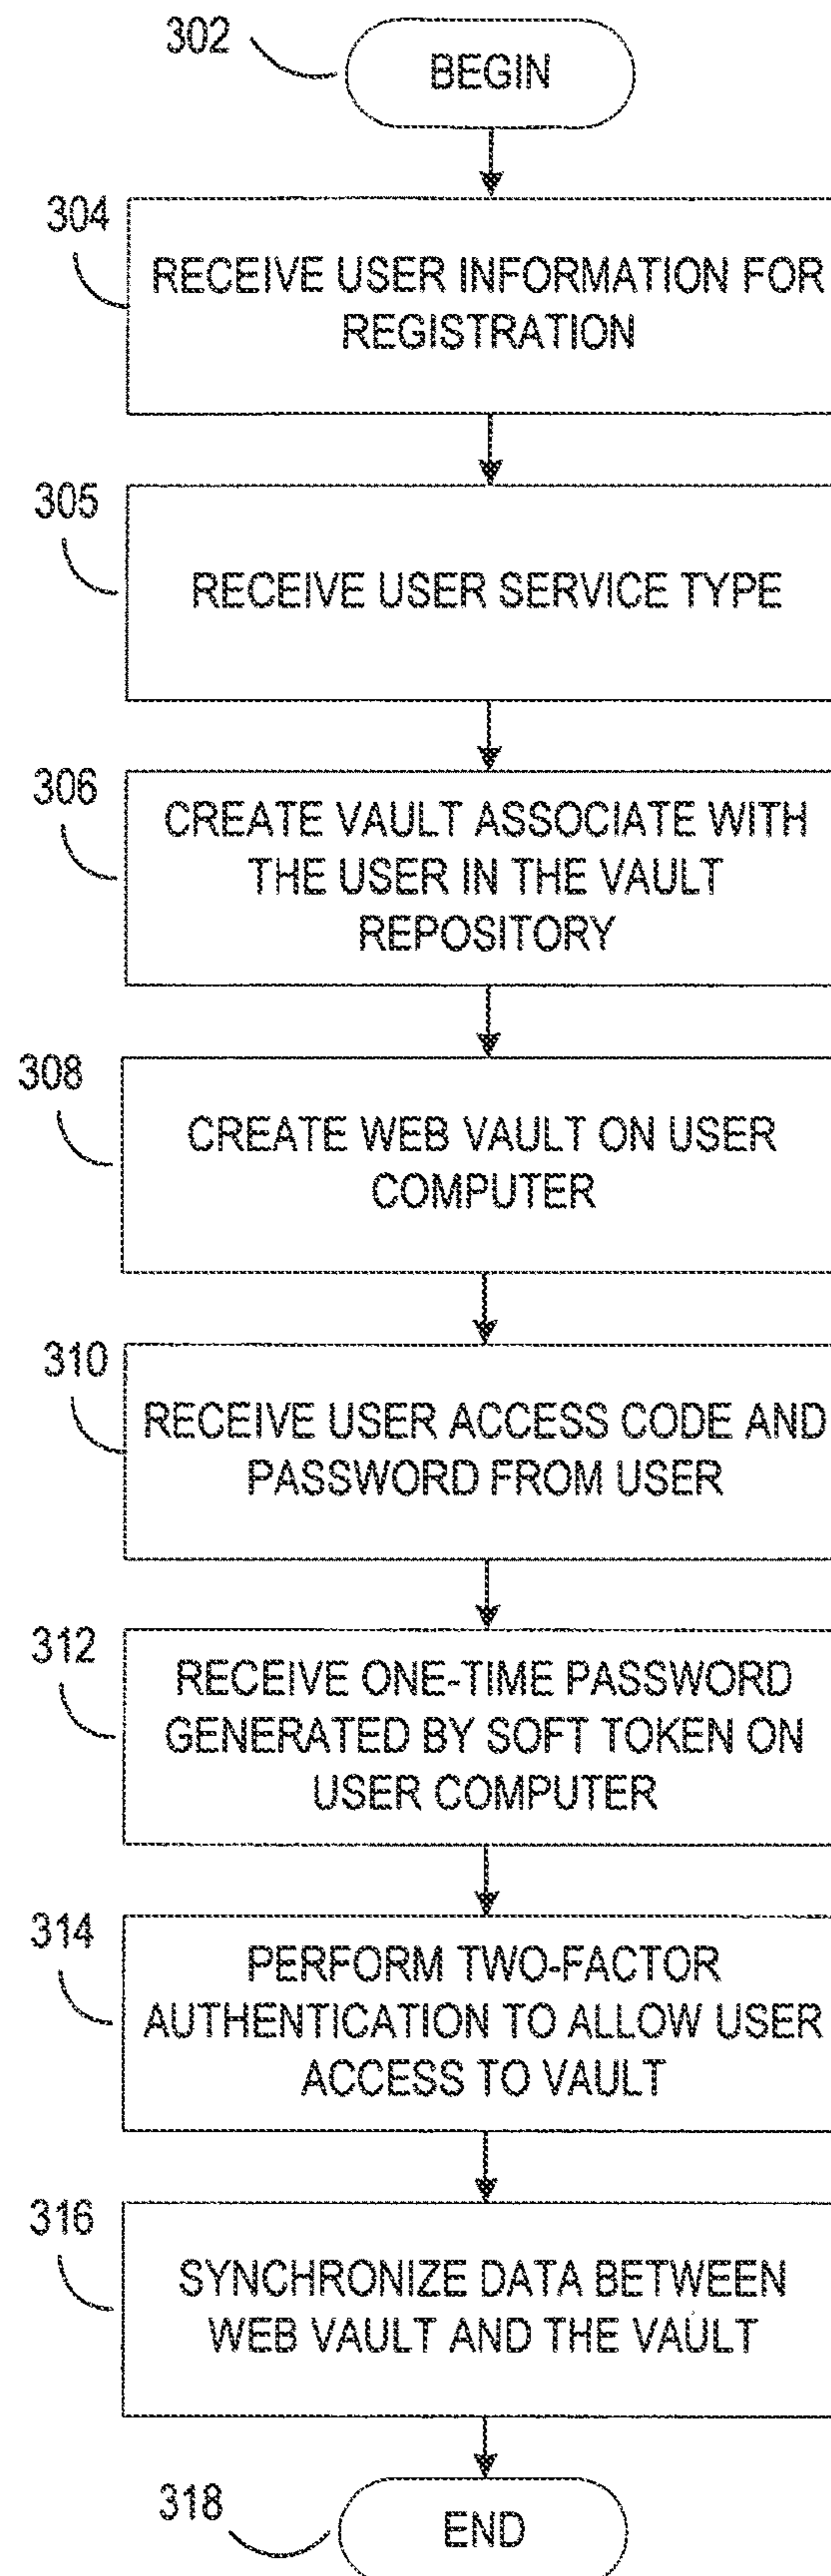 302
BEGIN
304
RECEIVE USER INFORMATION FOR
REGISTRATION
305
RECEIVE USER SERVICE TYPE
306
CREATE VAULT ASSOCIATE WITH
THE USER IN THE VAULT
REPOSITORY
308
CREATE WEB VAULT ON USER
COMPUTER
310
RECEIVE USER ACCESS CODE AND
PASSWORD FROM USER
312
RECEIVE ONE-TIME PASSWORD
GENERATED BY SOFT TOKEN ON
USER COMPUTER
314
PERFORM TWO-FACTOR
AUTHENTICATION TO ALLOW USER
ACCESS TO VAULT
316
SYNCHRONIZE DATA BETWEEN
WEB VAULT AND THE VAULT
318
END